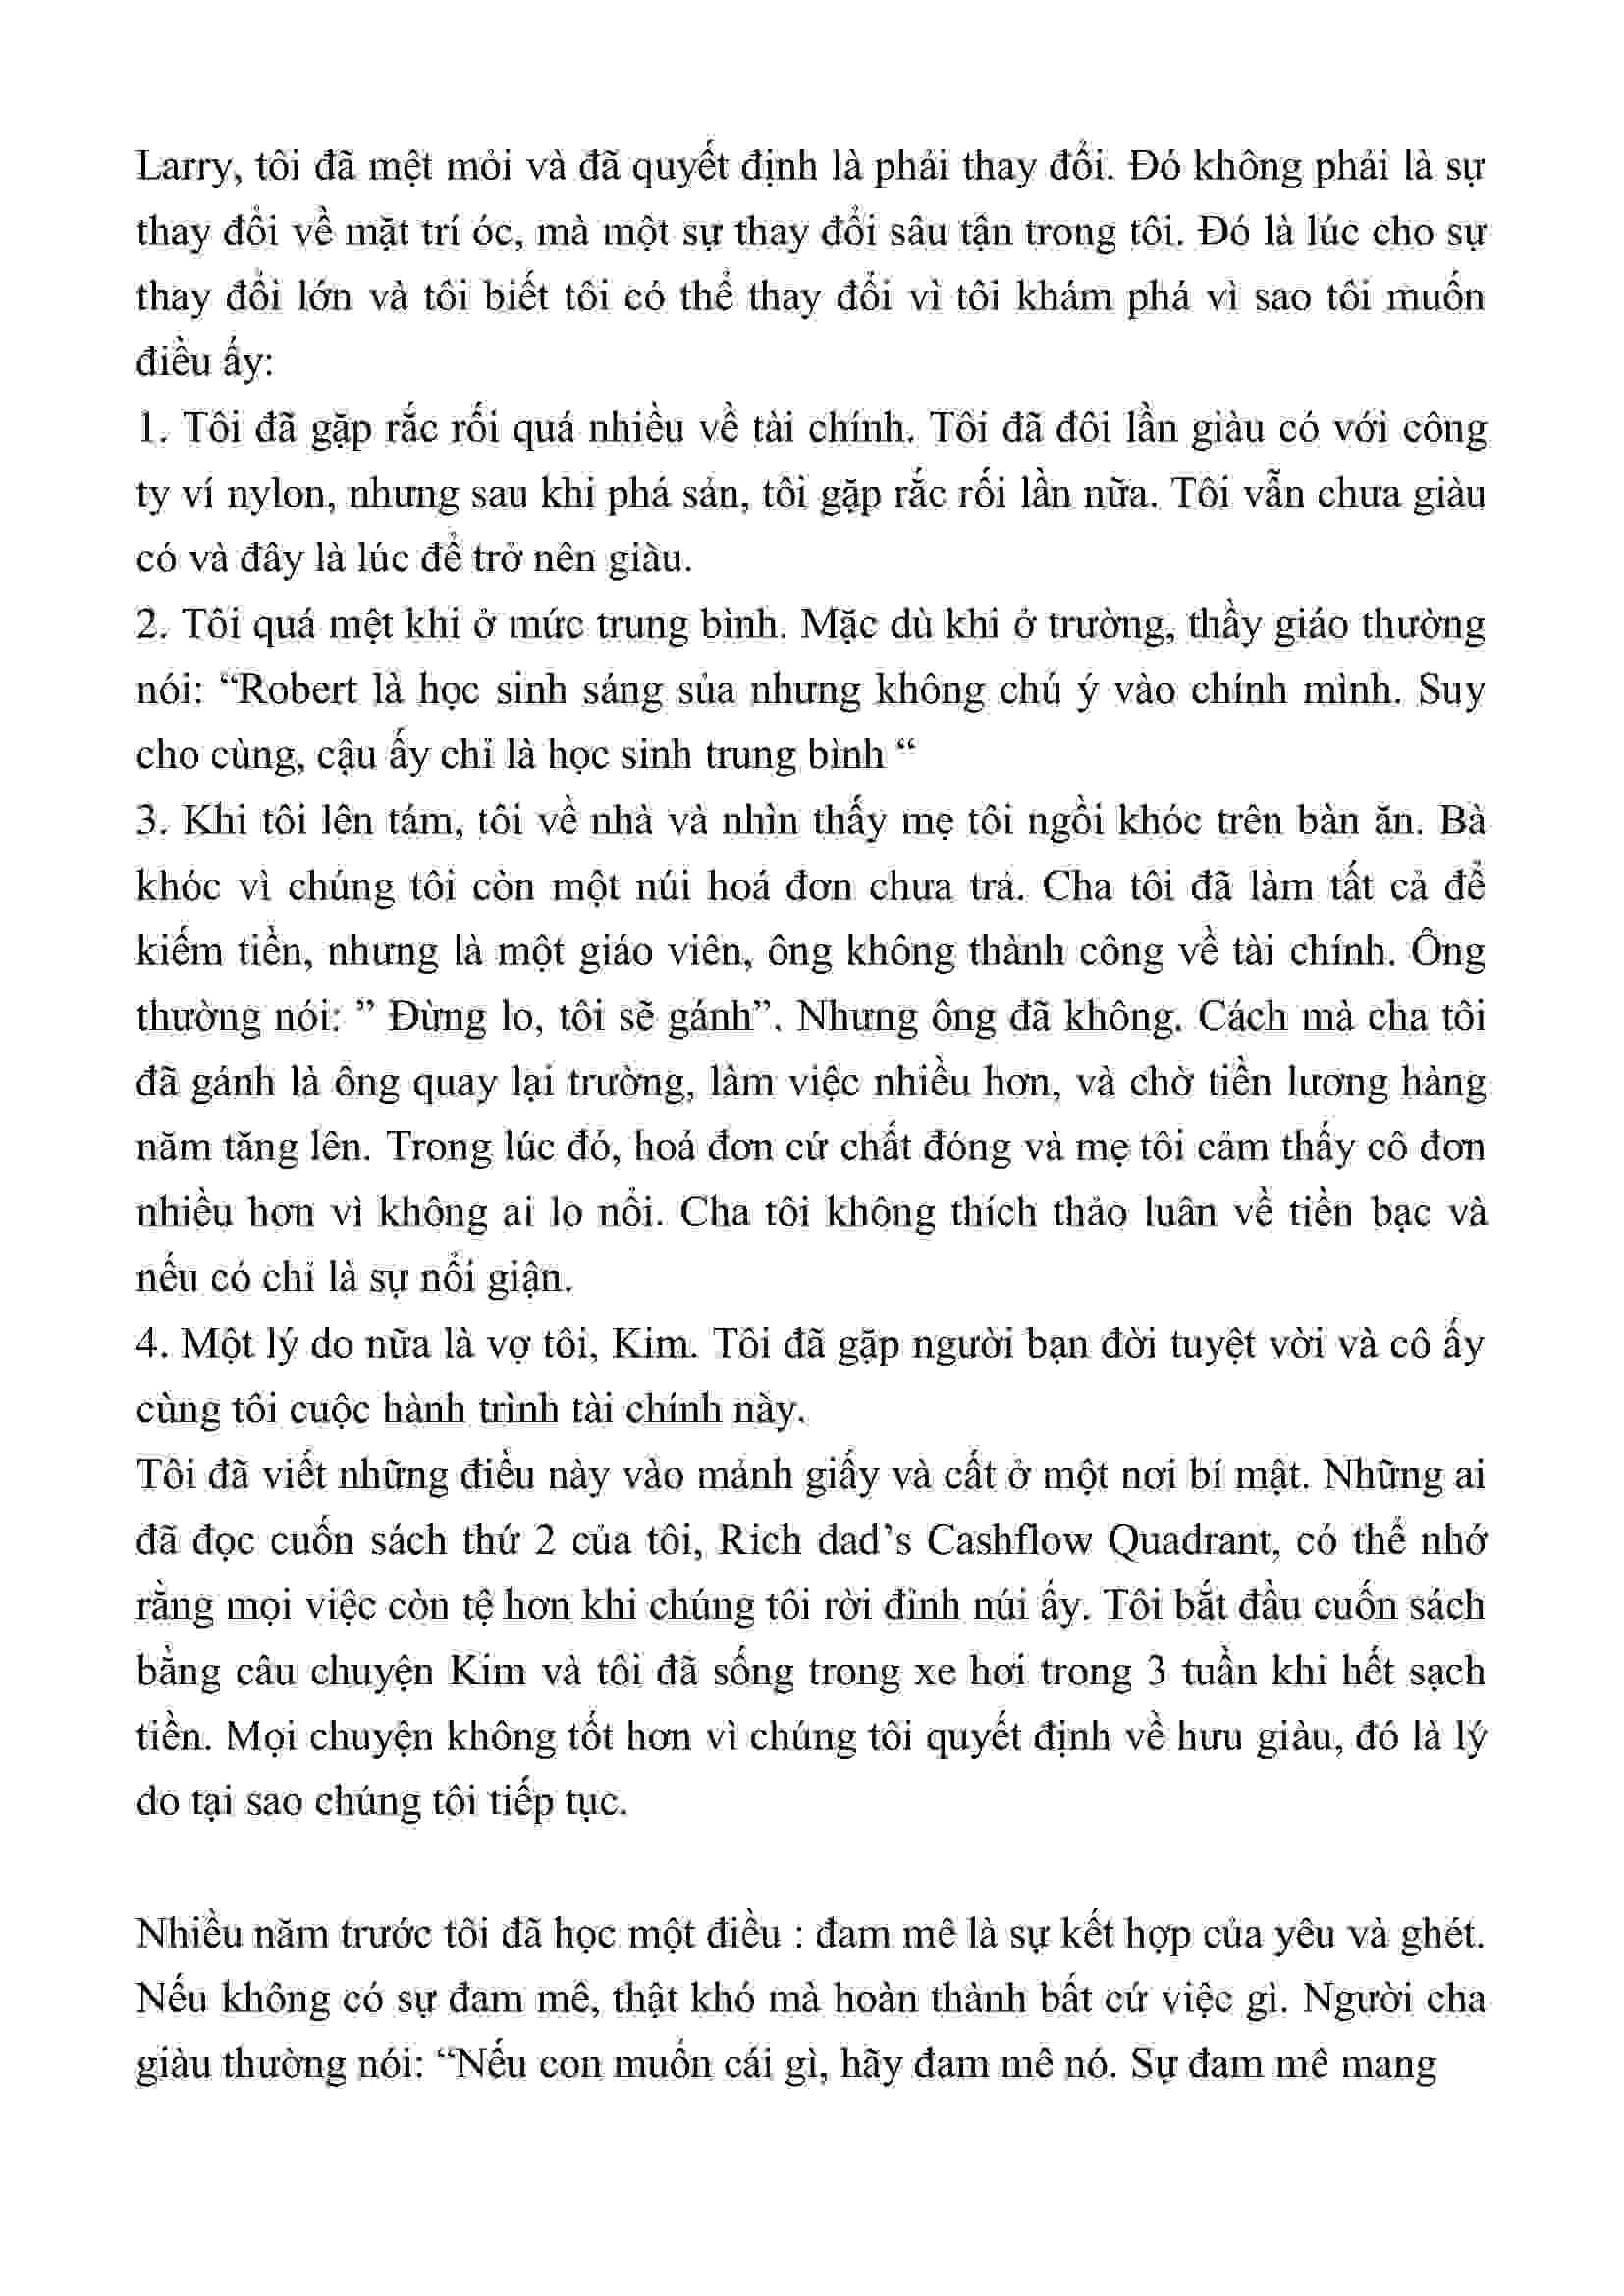 Larry, tôi đã mệt mỏi và đã quyết định là phải thay đổi. Đó không phải là sự
thay đổi về mặt trí óc, mà một sự thay đổi sâu tận trong tôi. Đó là lúc cho sự
thay đổi lớn và tôi biết tôi có thể thay đổi vì tôi khám phá vì sao tôi muốn
điều ấy:
1. Tôi đã gặp rắc rối quá nhiều về tài chính. Tôi đã đôi lần giàu có với công
ty ví nylon, nhưng sau khi phá sản, tôi gặp rắc rối lần nữa. Tôi vẫn chưa giàu
có và đây là lúc để trở nên giàu.
2. Tôi quá mệt khi ở mức trung bình. Mặc dù khi ở trường, thầy giáo thường
nói: “Robert là học sinh sáng sủa nhưng không chú ý vào chính mình. Suy
cho cùng, cậu ấy chỉ là học sinh trung bình “
3. Khi tôi lên tám, tôi về nhà và nhìn thấy mẹ tôi ngồi khóc trên bàn ăn. Bà
khóc vì chúng tôi còn một núi hoá đơn chưa trả. Cha tôi đã làm tất cả để
kiếm tiền, nhưng là một giáo viên, ông không thành công về tài chính. Ông
thường nói: ” Đừng lo, tôi sẽ gánh”. Nhưng ông đã không. Cách mà cha tôi
đã gánh là ông quay lại trường, làm việc nhiều hơn, và chờ tiền lương hàng
năm tăng lên. Trong lúc đó, hoá đơn cứ chất đóng và mẹ tôi cảm thấy cô đơn
nhiều hơn vì không ai lo nổi. Cha tôi không thích thảo luân về tiền bạc và
nếu có chỉ là sự nổi giận.
4. Một lý do nữa là vợ tôi, Kim. Tôi đã gặp người bạn đời tuyệt vời và cô ấy
cùng tôi cuộc hành trình tài chính này.
Tôi đã viết những điều này vào mảnh giấy và cất ở một nơi bí mật. Những ai
đã đọc cuốn sách thứ 2 của tôi, Rich dad’s Cashflow Quadrant, có thể nhớ
rằng mọi việc còn tệ hơn khi chúng tôi rời đỉnh núi ấy. Tôi bắt đầu cuốn sách
bằng câu chuyện Kim và tôi đã sống trong xe hơi trong 3 tuần khi hết sạch
tiền. Mọi chuyện không tốt hơn vì chúng tôi quyết định về hưu giàu, đó là lý
do tại sao chúng tôi tiếp tục.
Nhiều năm trước tôi đã học một điều : đam mê là sự kết hợp của yêu và ghét.
Nếu không có sự đam mê, thật khó mà hoàn thành bất cứ việc gì. Người cha
giàu thường nói: “Nếu con muốn cái gì, hãy đam mê nó. Sự đam mê mang